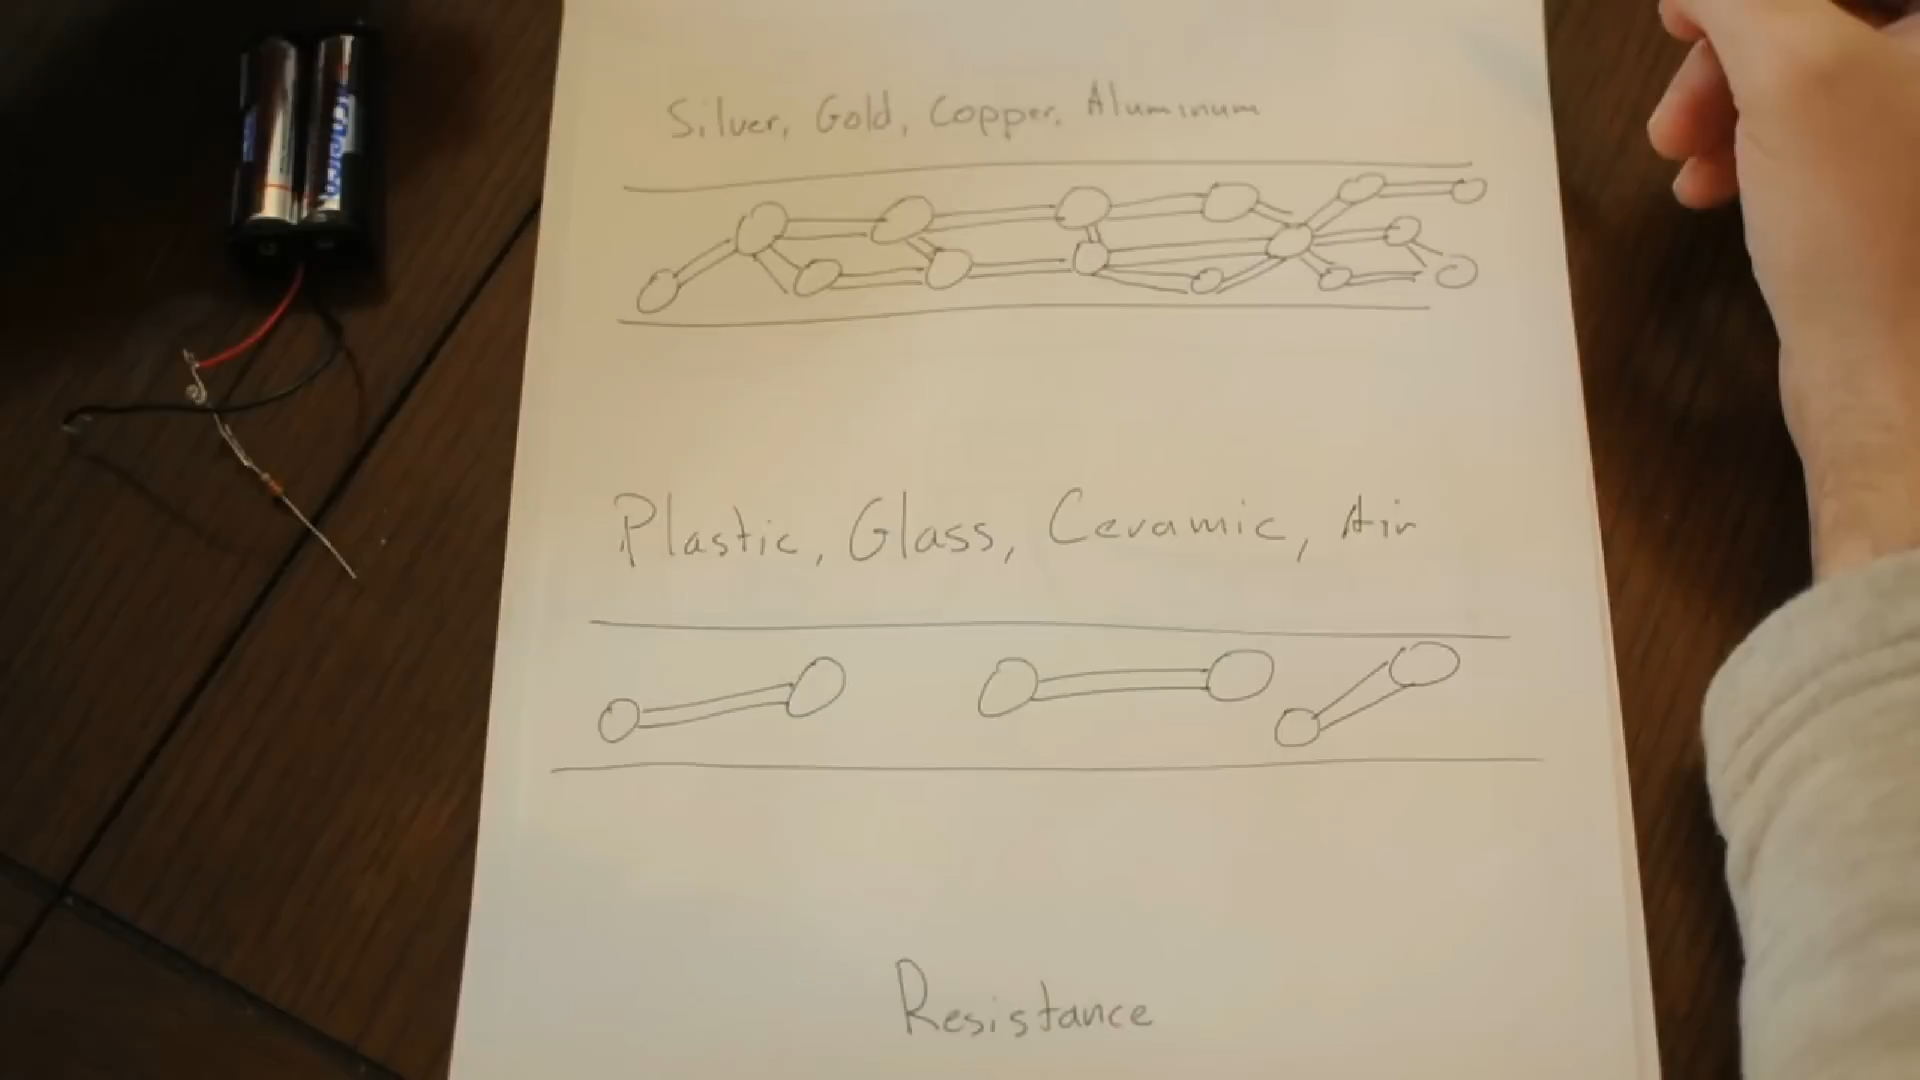 Silver, Gold, Copper, Aluminum
Plastic, Glass, Ceramic, Air
Resistance